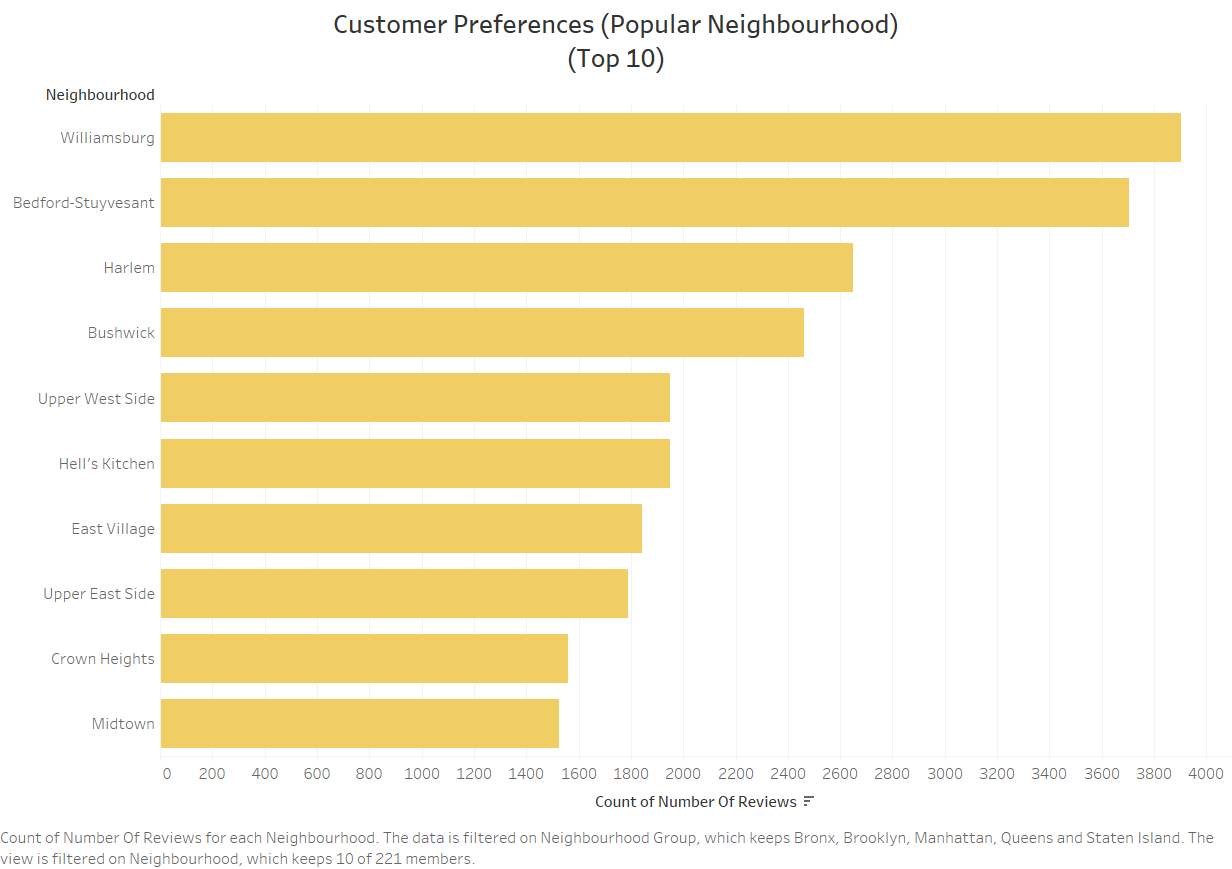 Customer Preferences (Popular Neighbourhood)
(Top 10)
Neighbourhood
Williamsburg
Bedford-Stuyvesant
Harlem
Bushwick
Upper West Side
Hell's Kitchen
East Village
Upper East Side
Crown Heights
Midtown
0 200 400 600 800 1000 1200 1400 1600 1800 2000 2200 2400 2600 2800 3000 3200 3400 3600 3800 4000
Count of Number Of Reviews
Count of Number Of Reviews for each Neighbourhood. The data is filtered on Neighbourhood Group, which keeps Bronx, Brooklyn, Manhattan, Queens and Staten Island. The
view is filtered on Neighbourhood, which keeps 10 of 221 members.